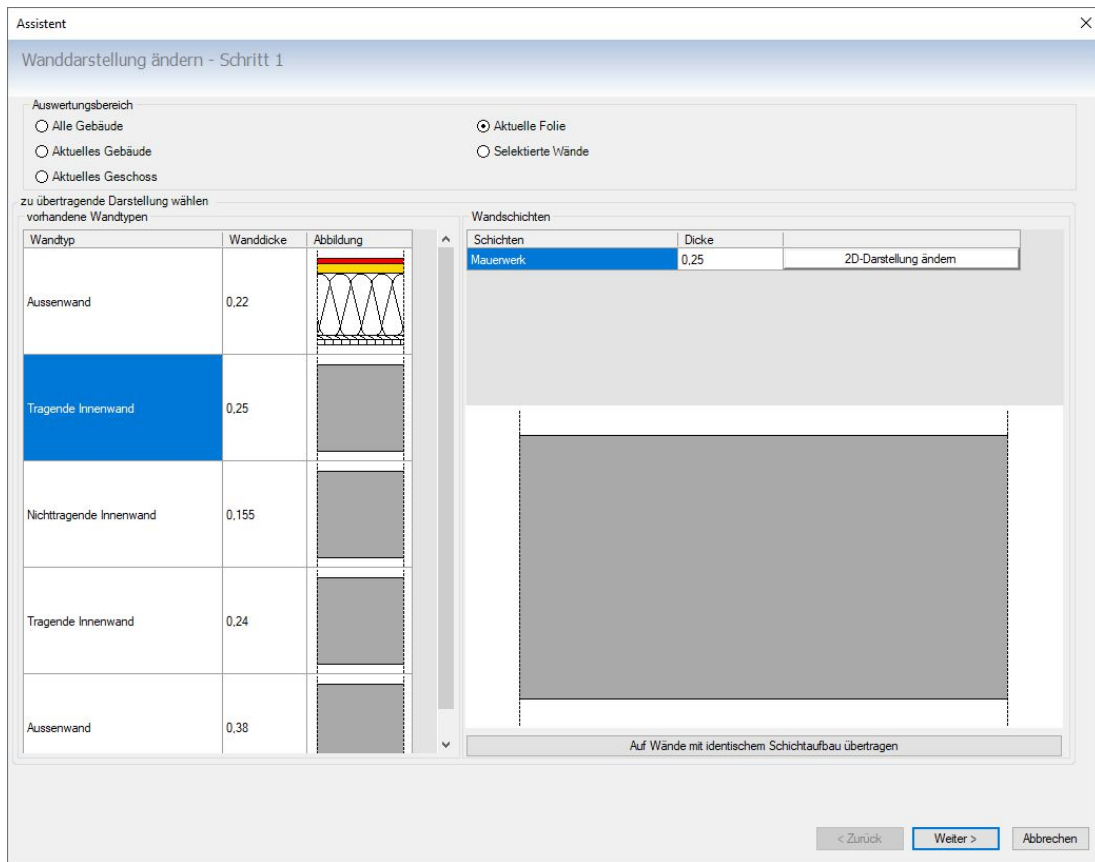 Assistent
Wanddarstellung ändern - Schritt 1
Auswertungsbereich
Alle Gebäude
Aktuelle Folie
Aktuelles Gebäude
Selektierte Wände
Aktuelles Geschoss
zu übertragende Darstellung wählen
vorhandene Wandtypen
Wandtyp Wanddicke Abbildung
Aussenwand 0,22
Tragende Innenwand 0,25
Nichttragende Innenwand 0,155
Tragende Innenwand 0,24
Aussenwand 0,38
Wandschichten
Schichten Dicke
Mauerwerk 0,25 2D-Darstellung ändern
Auf Wände mit identischem Schichtaufbau übertragen
< Zurück Weiter > Abbrechen